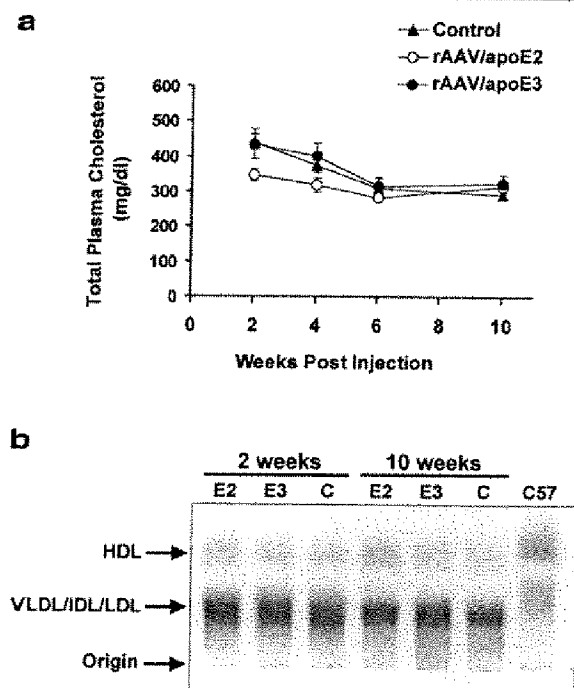 a
Control
rAAV/apoE2
rAAV/apoE3
Total Plasma Cholesterol
(mg/dl)
600
500
400
300
200
100
0
0 2 4 6 8 10
Weeks Post Injection
b
2 weeks 10 weeks
E2 E3 C E2 E3 C C57
HDL
VLDL/IDL/LDL
Origin